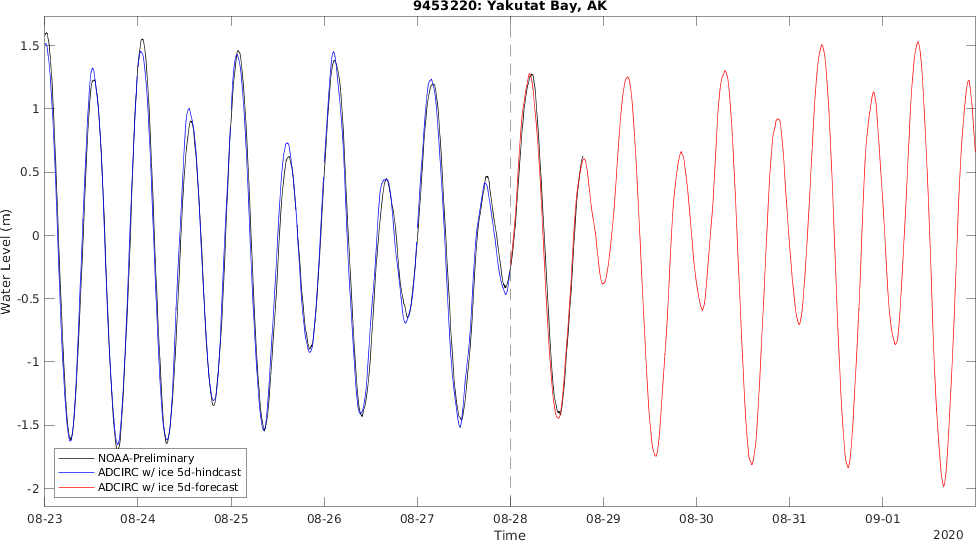 9453220: Yakutat Bay, AK
Water Level (m)
1.5
1
0.5
0
-0.5
-1
-1.5
-2
NOAA-Preliminary
ADCIRC w/ ice 5d-hindcast
ADCIRC w/ ice 5d-forecast
08-23 08-24 08-25 08-26 08-27 08-28 08-29 08-30 08-31 09-01
Time
2020